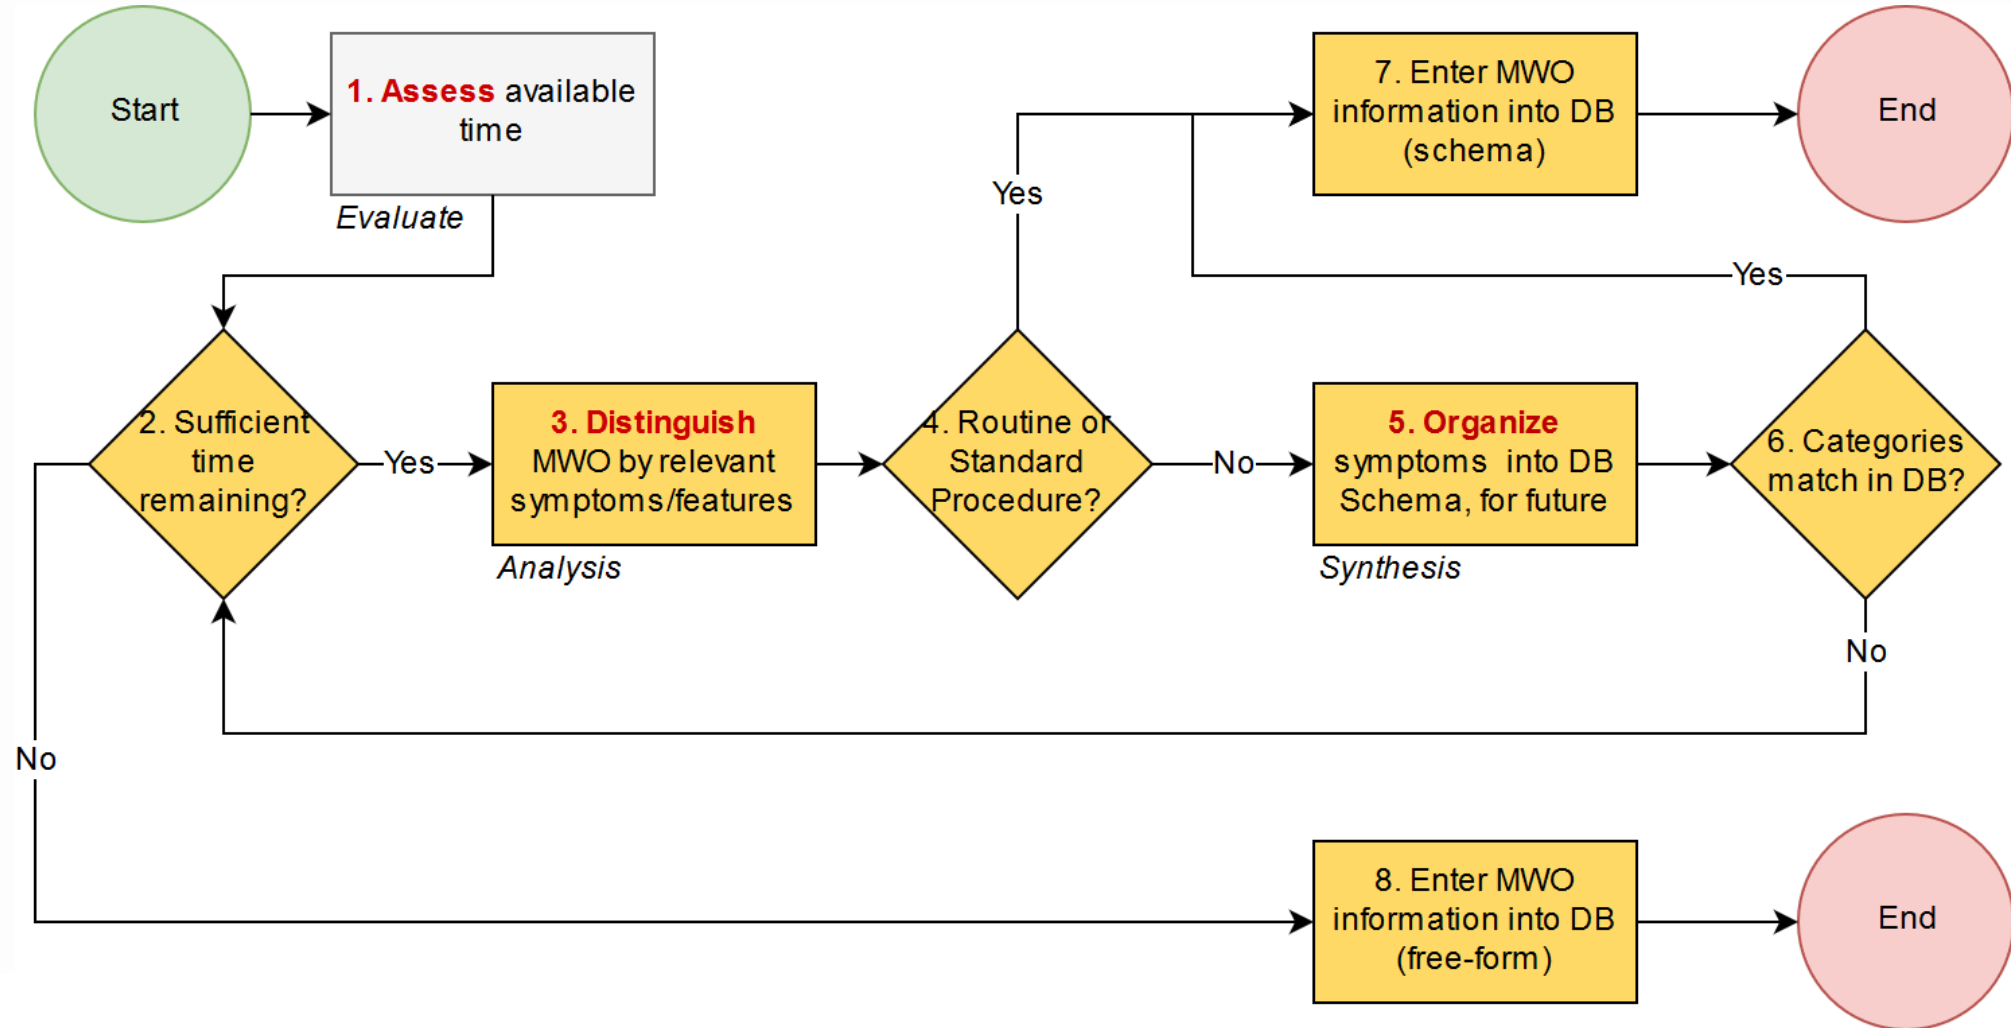 Start
1. Assess available
time
Evaluate
7. Enter MWO
information into DB
(schema)
End
Yes
Yes
2. Sufficient
time
remaining?
Yes
3. Distinguish
MWO by relevant
symptoms/features
Analysis
4. Routine or
Standard
Procedure?
No
5. Organize
symptoms into DB
Schema, for future
Synthesis
6. Categories
match in DB?
No
No
8. Enter MWO
information into DB
(free-form)
End